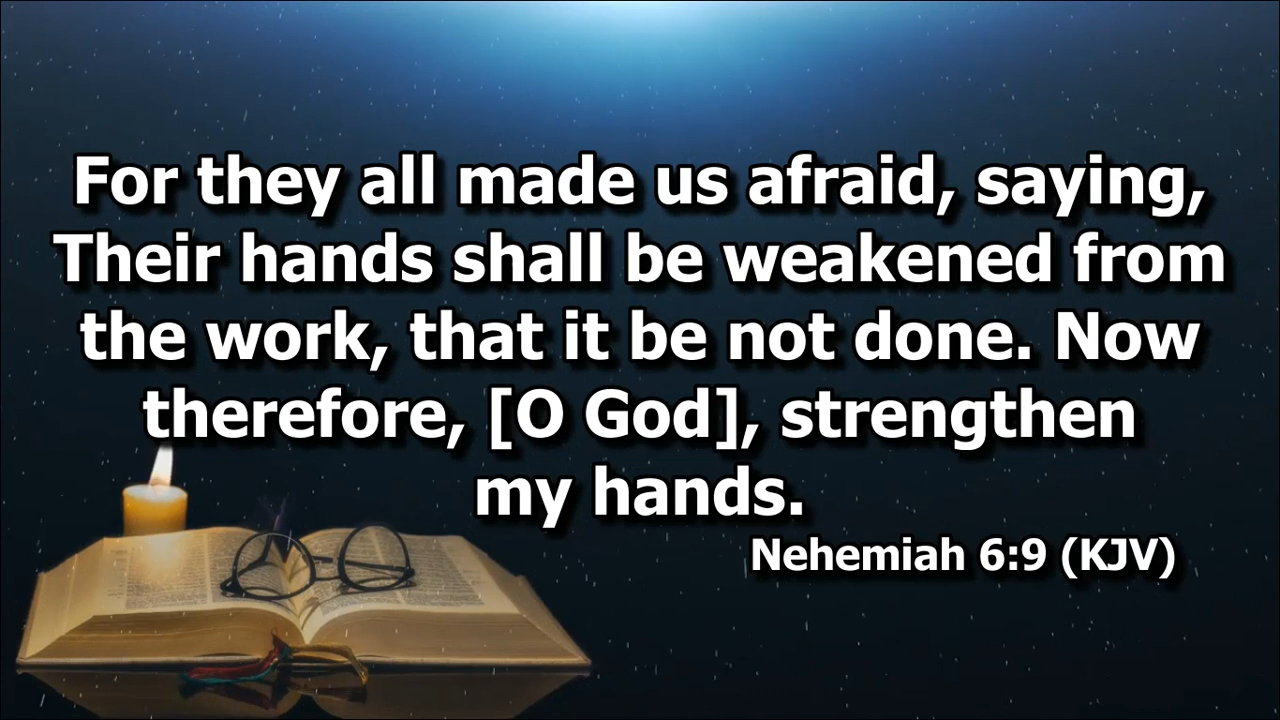 For they all made us afraid, saying,
Their hands shall be weakened from
the work, that it be not done. Now
therefore, [O God], strengthen
my hands.
Nehemiah 6:9 (KJV)